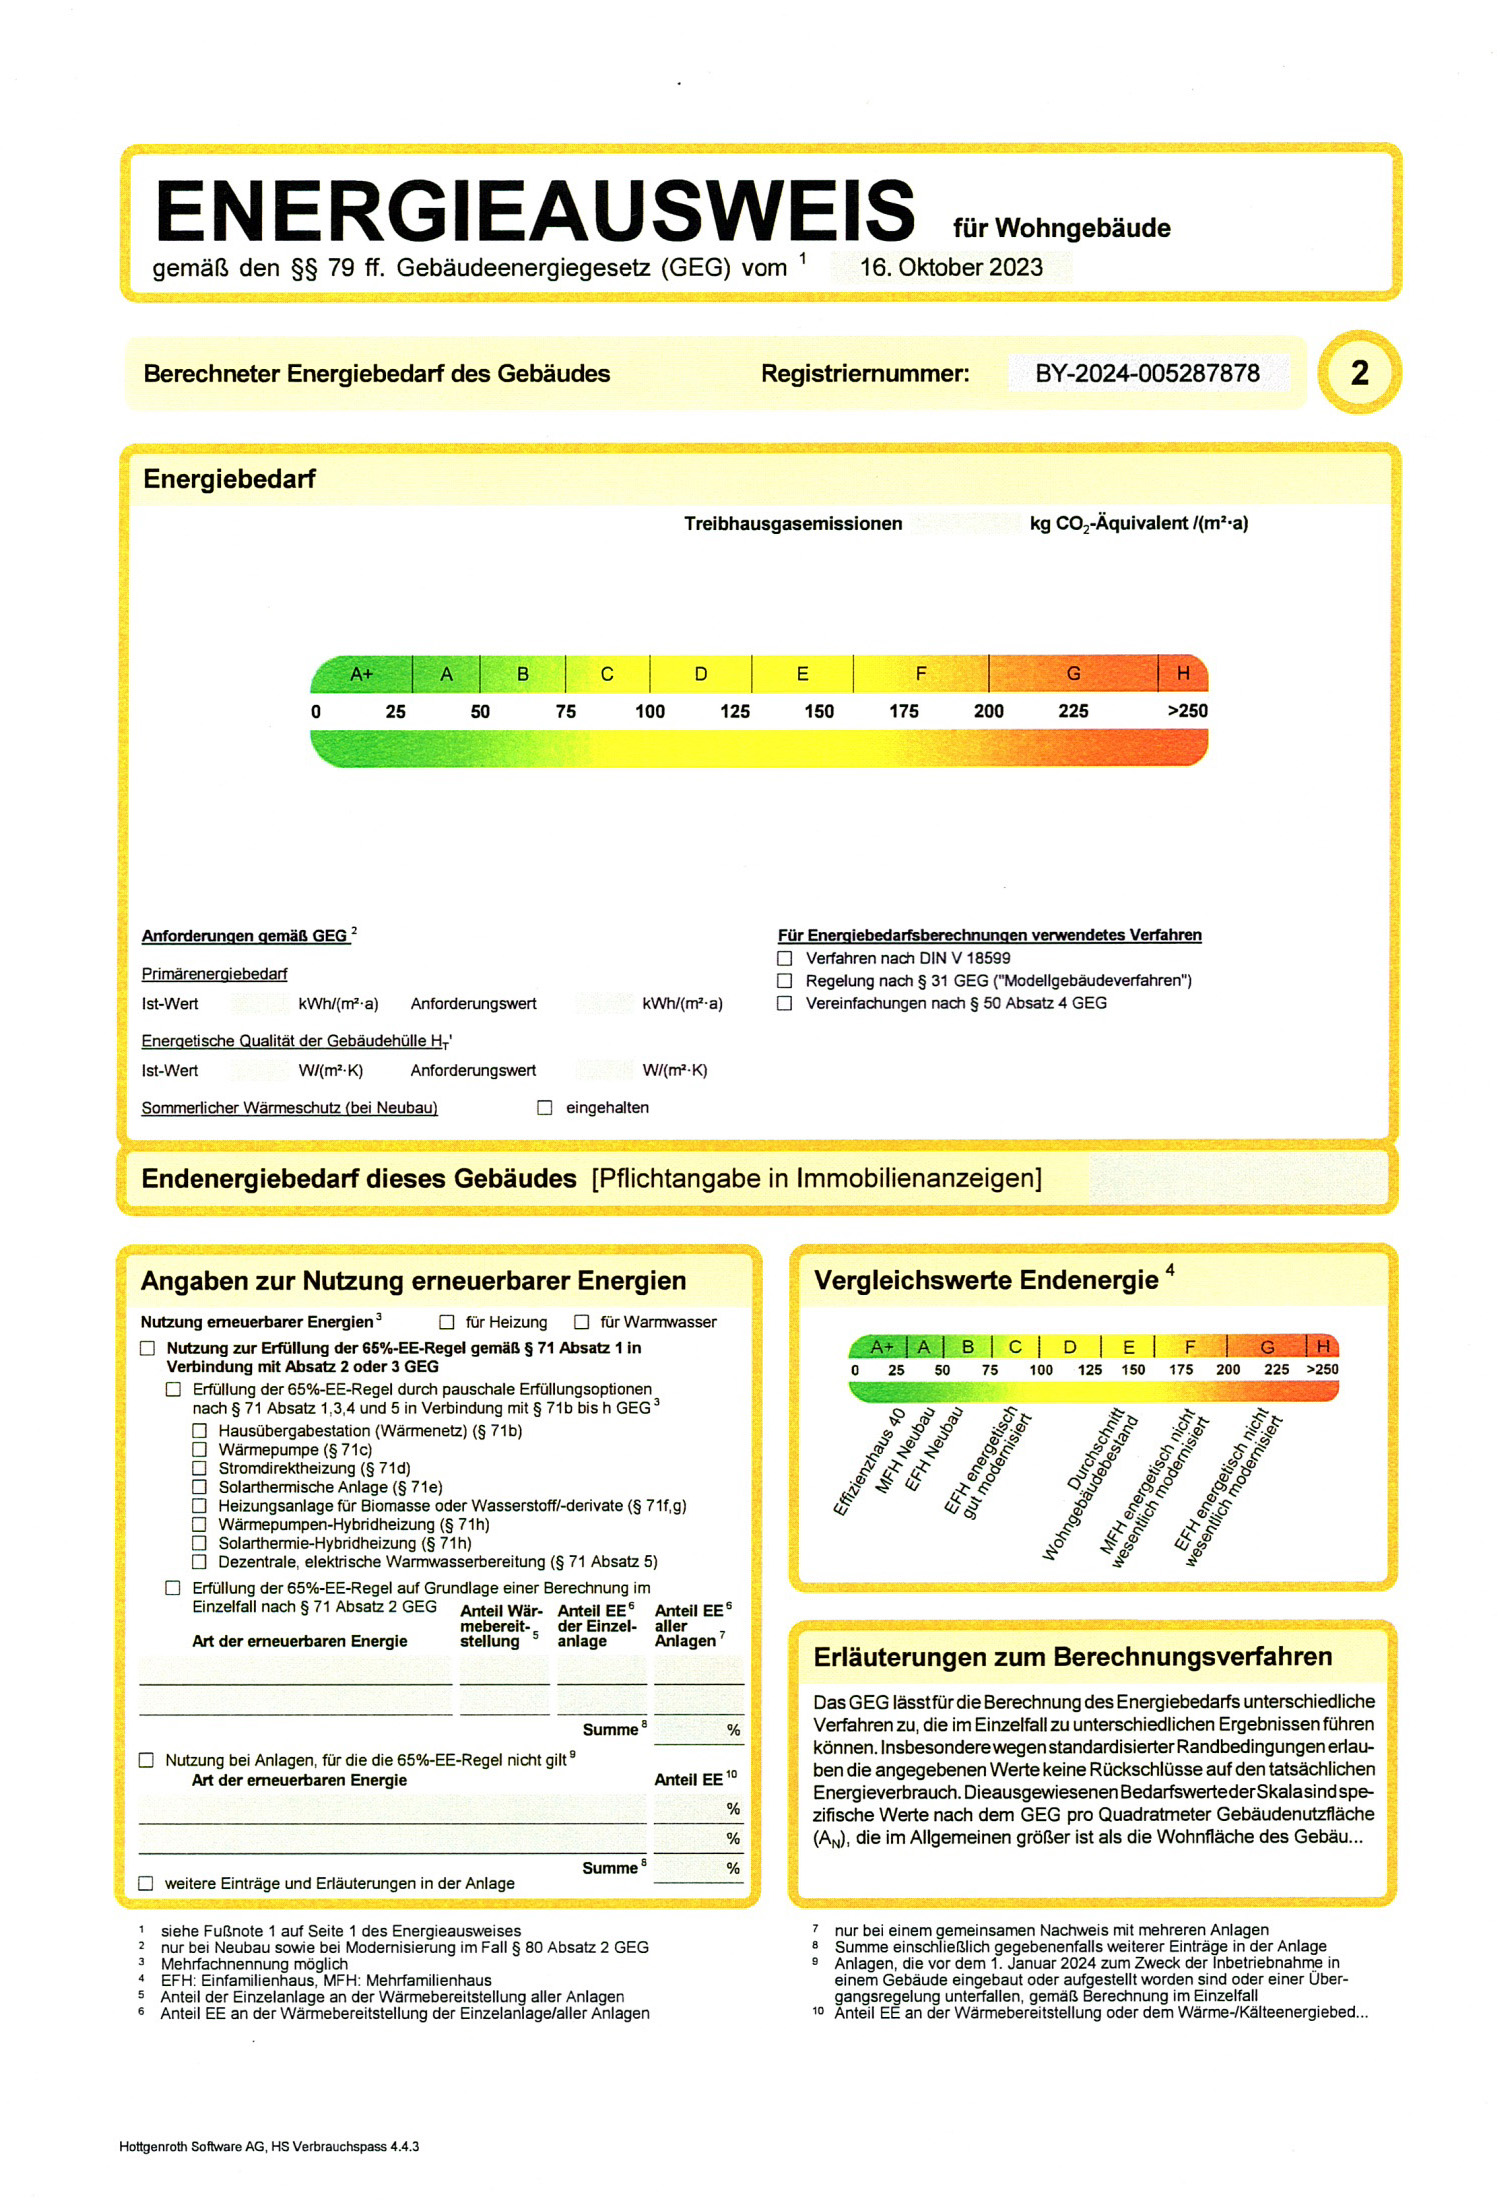 ENERGIEAUSWEIS für Wohngebäude
gemäß den §§ 79 ff. Gebäudeenergiegesetz (GEG) vom 1 16. Oktober 2023
Berechneter Energiebedarf des Gebäudes Registriernummer: BY-2024-005287878 2
Energiebedarf
Treibhausgasemissionen kg CO2-Äquivalent /(m²·a)
A+ A B C D E F G H
0 25 50 75 100 125 150 175 200 225 >250
Anforderungen gemäß GEG 2
Primärenergiebedarf
Ist-Wert kWh/(m²·a) Anforderungswert kWh/(m²·a)
Energetische Qualität der Gebäudehülle HT'
Ist-Wert W/(m²·K) Anforderungswert W/(m²·K)
Sommerlicher Wärmeschutz (bei Neubau) ☐ eingehalten
Für Energiebedarfsberechnungen verwendetes Verfahren
☐ Verfahren nach DIN V 18599
☐ Regelung nach § 31 GEG ("Modellgebäudeverfahren")
☐ Vereinfachungen nach § 50 Absatz 4 GEG
Endenergiebedarf dieses Gebäudes [Pflichtangabe in Immobilienanzeigen]
Angaben zur Nutzung erneuerbarer Energien
Nutzung erneuerbarer Energien 3 ☐ für Heizung ☐ für Warmwasser
☐ Nutzung zur Erfüllung der 65%-EE-Regel gemäß § 71 Absatz 1 in
Verbindung mit Absatz 2 oder 3 GEG
☐ Erfüllung der 65%-EE-Regel durch pauschale Erfüllungsoptionen
nach § 71 Absatz 1,3,4 und 5 in Verbindung mit § 71b bis h GEG 3
☐ Hausübergabestation (Wärmenetz) (§ 71b)
☐ Wärmepumpe (§ 71c)
☐ Stromdirektheizung (§ 71d)
☐ Solarthermische Anlage (§ 71e)
☐ Heizungsanlage für Biomasse oder Wasserstoff/-derivate (§ 71f,g)
☐ Wärmepumpen-Hybridheizung (§ 71h)
☐ Solarthermie-Hybridheizung (§ 71h)
☐ Dezentrale, elektrische Warmwasserbereitung (§ 71 Absatz 5)
☐ Erfüllung der 65%-EE-Regel auf Grundlage einer Berechnung im
Einzelfall nach § 71 Absatz 2 GEG
Anteil Wär- Anteil EE 6 Anteil EE 6
mebereit- der Einzel- aller
Art der erneuerbaren Energie stellung 5 anlage Anlagen 7
Summe 8 %
☐ Nutzung bei Anlagen, für die die 65%-EE-Regel nicht gilt 9
Art der erneuerbaren Energie Anteil EE 10
%
%
Summe 8 %
☐ weitere Einträge und Erläuterungen in der Anlage
Vergleichswerte Endenergie 4
A+ A B C D E F G H
0 25 50 75 100 125 150 175 200 225 >250
Effizienzhaus 40
MFH Neubau
EFH Neubau
EFH energetisch
gut modernisiert
Durchschnitt
Wohngebäudebestand
MFH energetisch nicht
wesentlich modernisiert
EFH energetisch nicht
wesentlich modernisiert
Erläuterungen zum Berechnungsverfahren
Das GEG lässt für die Berechnung des Energiebedarfs unterschiedliche
Verfahren zu, die im Einzelfall zu unterschiedlichen Ergebnissen führen
können. Insbesondere wegen standardisierter Randbedingungen erlau-
ben die angegebenen Werte keine Rückschlüsse auf den tatsächlichen
Energieverbrauch. Die ausgewiesenen Bedarfswerte der Skala sind spe-
zifische Werte nach dem GEG pro Quadratmeter Gebäudenutzfläche
(AN), die im Allgemeinen größer ist als die Wohnfläche des Gebäu...
1 siehe Fußnote 1 auf Seite 1 des Energieausweises
2 nur bei Neubau sowie bei Modernisierung im Fall § 80 Absatz 2 GEG
3 Mehrfachnennung möglich
4 EFH: Einfamilienhaus, MFH: Mehrfamilienhaus
5 Anteil der Einzelanlage an der Wärmebereitstellung aller Anlagen
6 Anteil EE an der Wärmebereitstellung der Einzelanlage/aller Anlagen
7 nur bei einem gemeinsamen Nachweis mit mehreren Anlagen
8 Summe einschließlich gegebenenfalls weiterer Einträge in der Anlage
9 Anlagen, die vor dem 1. Januar 2024 zum Zweck der Inbetriebnahme in
einem Gebäude eingebaut oder aufgestellt worden sind oder einer Über-
gangsregelung unterfallen, gemäß Berechnung im Einzelfall
10 Anteil EE an der Wärmebereitstellung oder dem Wärme-/Kälteenergiebed...
Hottgenroth Software AG, HS Verbrauchspass 4.4.3